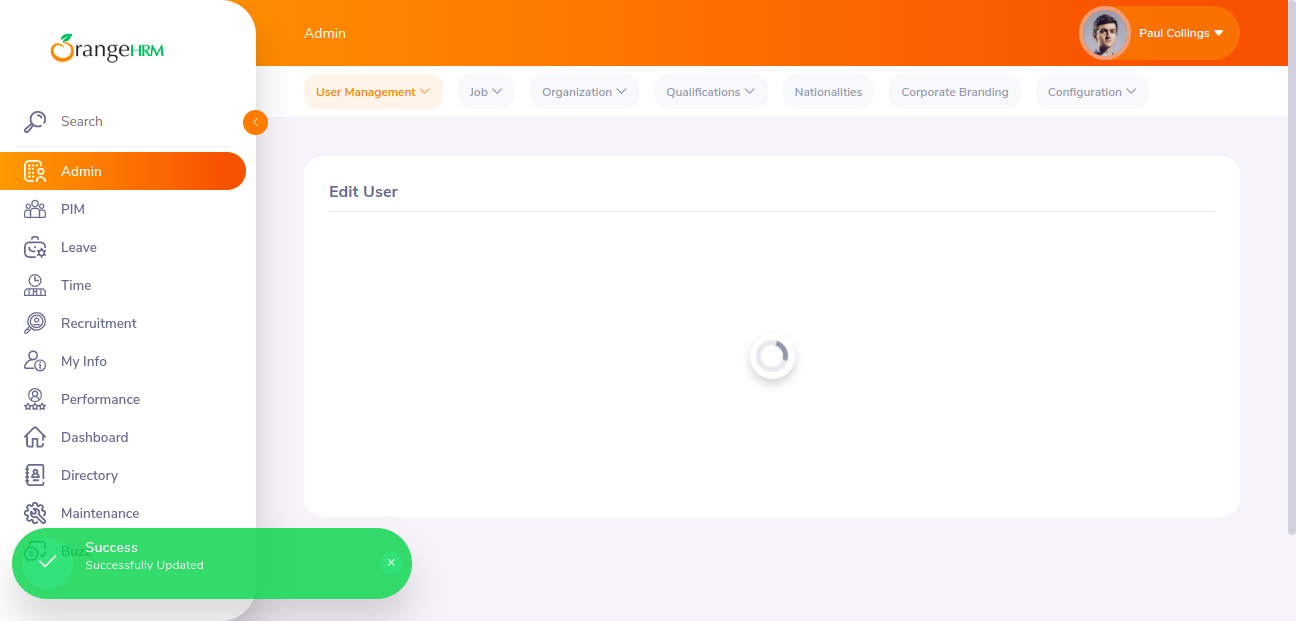 OrangeHRM
Admin
Paul Collings
User Management
Job
Organization
Qualifications
Nationalities
Corporate Branding
Configuration
Search
Admin
PIM
Leave
Time
Recruitment
My Info
Performance
Dashboard
Directory
Maintenance
Buzz
Edit User
Success
Successfully Updated